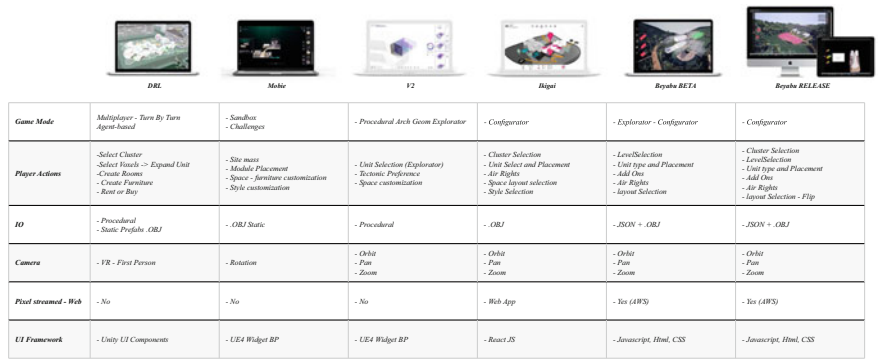 DRL
Mobie
V2
Ikigai
Beyabu BETA
Beyabu RELEASE
Game Mode
Multiplayer - Turn By Turn
Agent-based
- Sandbox
- Challenges
- Procedural Arch Geom Explorator
- Configurator
- Explorator - Configurator
- Configurator
Player Actions
-Select Cluster
-Select Voxels -> Expand Unit
-Create Rooms
- Create Furniture
- Rent or Buy
- Site mass
- Module Placement
- Space - furniture customization
- Style customization
- Unit Selection (Explorator)
- Tectonic Preference
- Space customization
- Cluster Selection
- Unit Select and Placement
- Air Rights
- Space layout selection
- Style Selection
- LevelSelection
- Unit type and Placement
- Add Ons
- Air Rights
- layout Selection
- Cluster Selection
- LevelSelection
- Unit type and Placement
- Add Ons
- Air Rights
- layout Selection - Flip
IO
- Procedural
- Static Prefabs .OBJ
- .OBJ Static
- Procedural
- .OBJ
- JSON + .OBJ
- JSON + .OBJ
Camera
- VR - First Person
- Rotation
- Orbit
- Pan
- Zoom
- Orbit
- Pan
- Zoom
- Orbit
- Pan
- Zoom
- Orbit
- Pan
- Zoom
Pixel streamed - Web
- No
- No
- No
- Web App
- Yes (AWS)
- Yes (AWS)
UI Framework
- Unity UI Components
- UE4 Widget BP
- UE4 Widget BP
- React JS
- Javascript, Html, CSS
- Javascript, Html, CSS